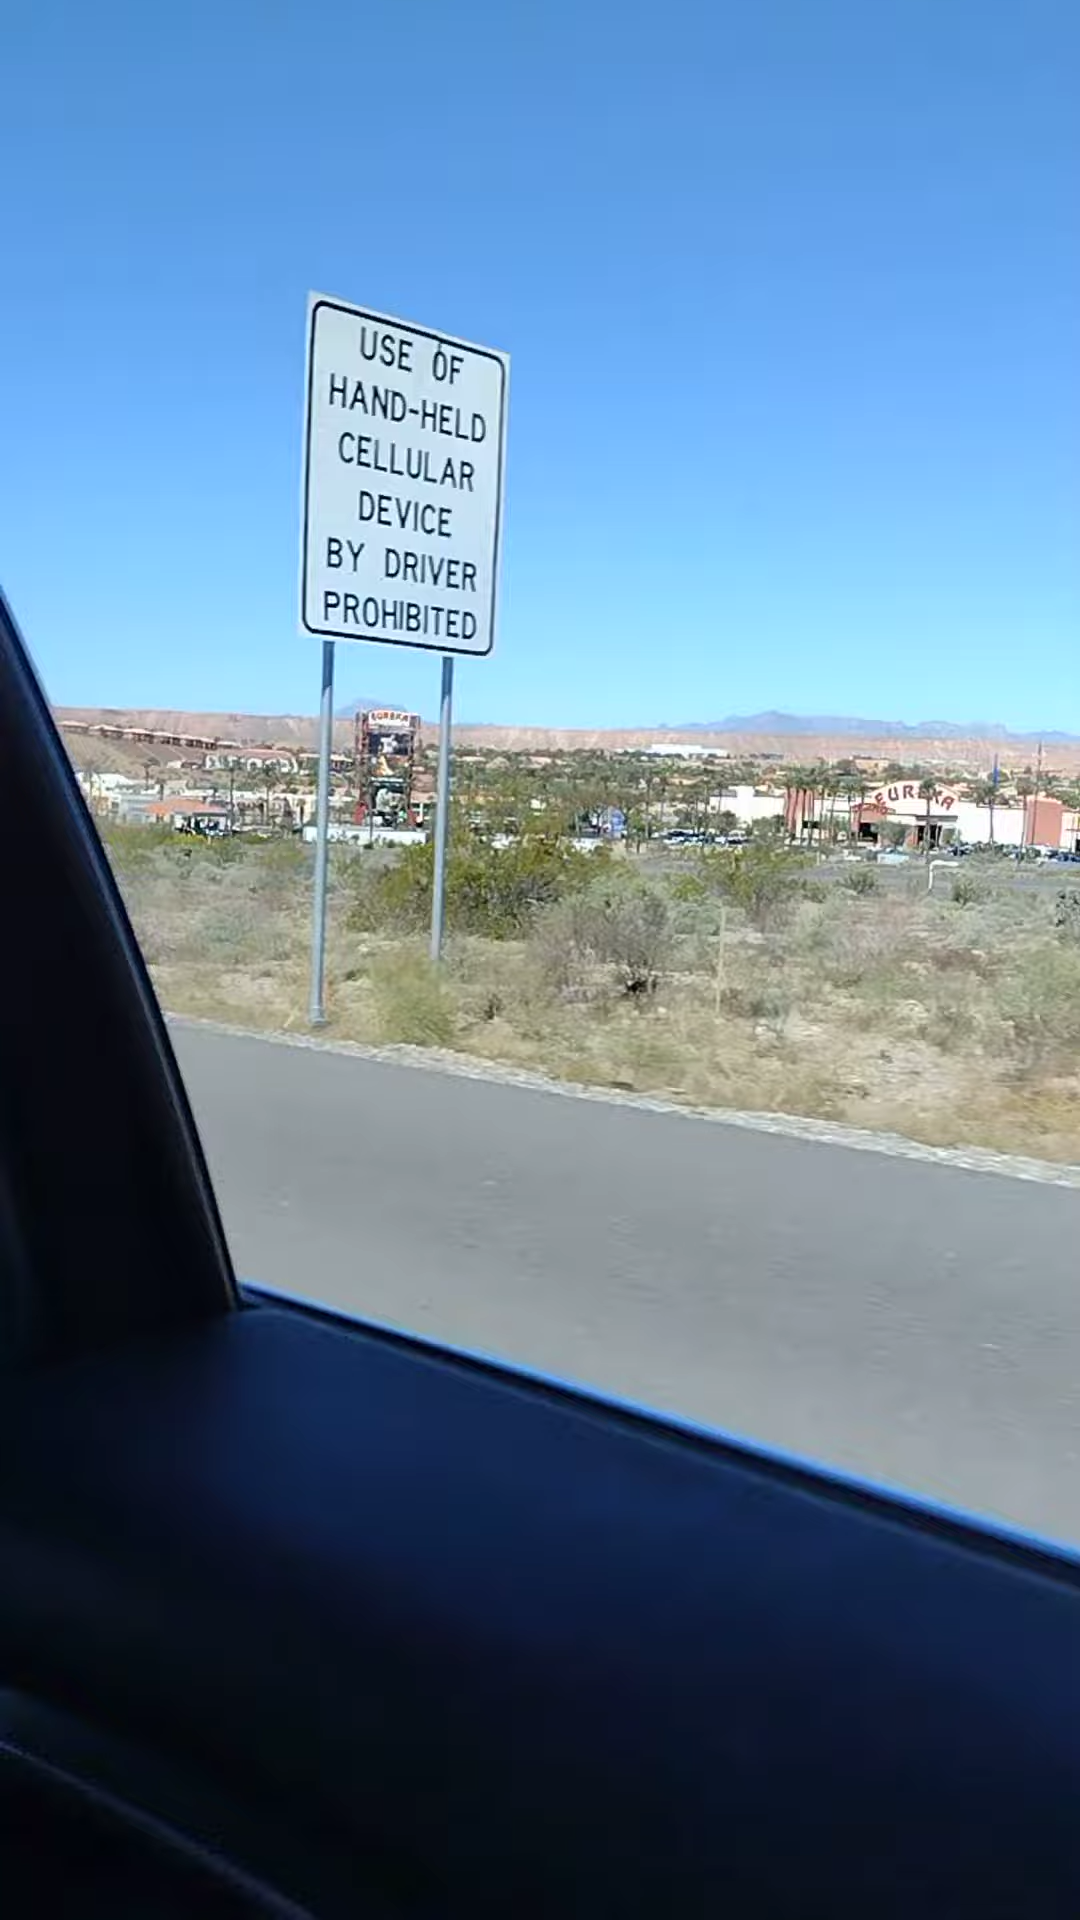 USE OF
HAND-HELD
CELLULAR
DEVICE
BY DRIVER
PROHIBITED
EUREKA
EUREKA